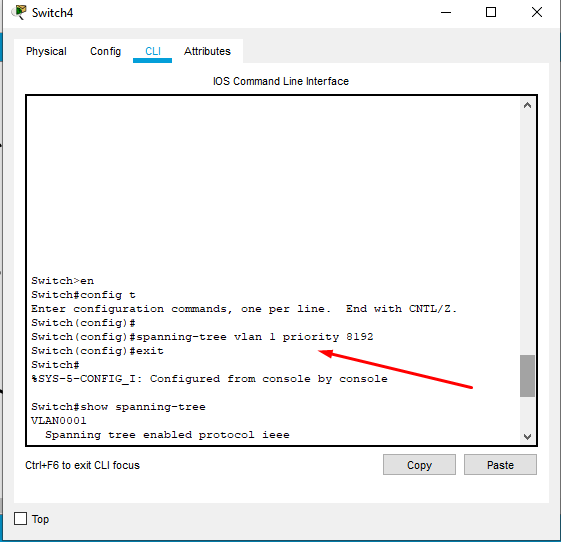 Switch4
Physical Config CLI Attributes
IOS Command Line Interface
Switch>en
Switch#config t
Enter configuration commands, one per line.  End with CNTL/Z.
Switch(config)#
Switch(config)#spanning-tree vlan 1 priority 8192
Switch(config)#exit
Switch#
%SYS-5-CONFIG_I: Configured from console by console
Switch#show spanning-tree
VLAN0001
  Spanning tree enabled protocol ieee
Ctrl+F6 to exit CLI focus
Copy Paste
Top